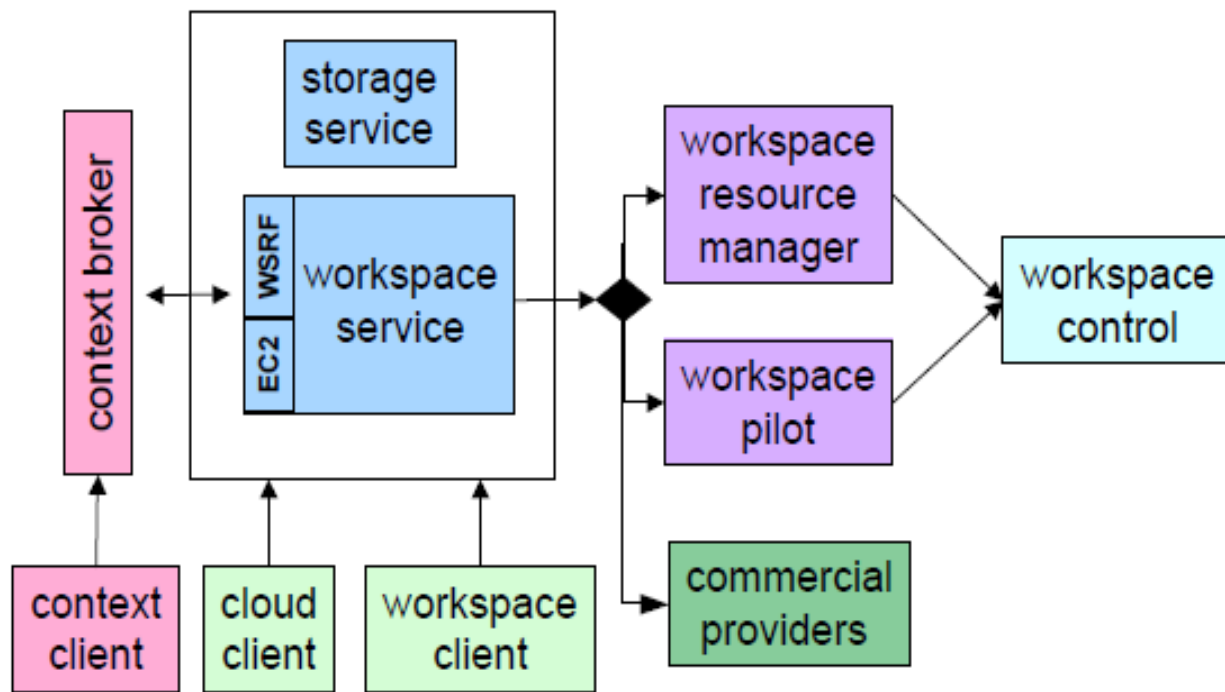 storage
service
context broker
WSRF
EC2
workspace
service
workspace
resource
manager
workspace
pilot
workspace
control
commercial
providers
context
client
cloud
client
workspace
client